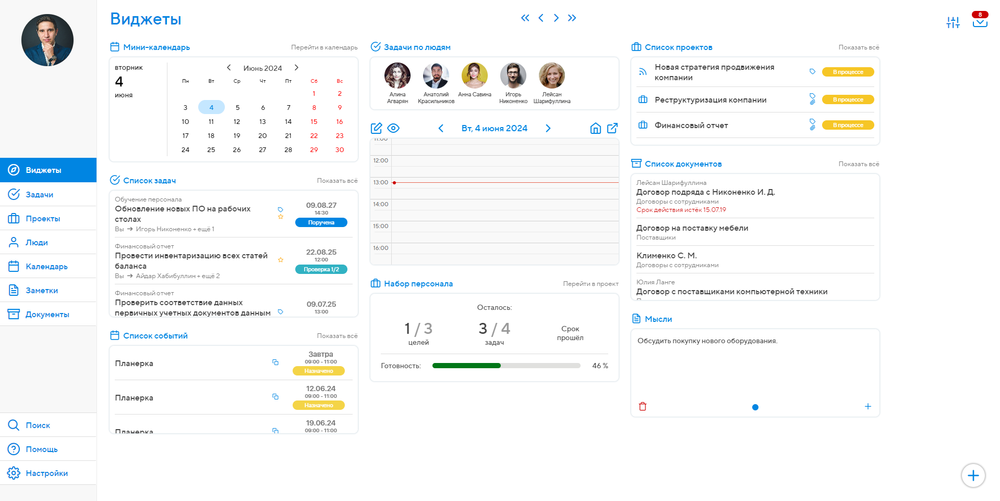 Виджеты
8
Виджеты
Задачи
Проекты
Люди
Календарь
Заметки
Документы
Поиск
Помощь
Настройки
Мини-календарь
Перейти в календарь
вторник
4
июня
Июнь 2024
Пн Вт Ср Чт Пт Сб Вс
1 2
3 4 5 6 7 8 9
10 11 12 13 14 15 16
17 18 19 20 21 22 23
24 25 26 27 28 29 30
Список задач
Показать всё
Обучение персонала
Обновление новых ПО на рабочих
столах
Вы → Игорь Никоненко + ещё 1
09.08.27
14:30
Поручена
Финансовый отчет
Провести инвентаризацию всех статей
баланса
Вы → Айдар Хабибуллин + ещё 2
22.08.25
12:00
Проверка 1/2
Финансовый отчет
Проверить соответствие данных
первичных учетных документов данным
09.07.25
13:00
Список событий
Показать всё
Планерка
Завтра
09:00 - 11:00
Назначено
Планерка
12.06.24
09:00 - 11:00
Назначено
Планерка
19.06.24
09:00 - 11:00
Задачи по людям
Алина
Агварян
Анатолий
Красильников
Анна Савина
Игорь
Никоненко
Лейсан
Шарифуллина
Вт, 4 июня 2024
11:00
12:00
13:00
14:00
15:00
16:00
Набор персонала
Перейти в проект
Осталось:
1 / 3
целей
3 / 4
задач
Срок
прошёл
Готовность:
46 %
Список проектов
Показать всё
Новая стратегия продвижения
компании
В процессе
Реструктуризация компании
В процессе
Финансовый отчет
В процессе
Список документов
Показать всё
Лейсан Шарифуллина
Договор подряда с Никоненко И. Д.
Договоры с сотрудниками
Срок действия истёк 15.07.19
Договор на поставку мебели
Поставщики
Клименко С. М.
Договоры с сотрудниками
Юлия Ланге
Договор с поставщиками компьютерной техники
Мысли
Обсудить покупку нового оборудования.